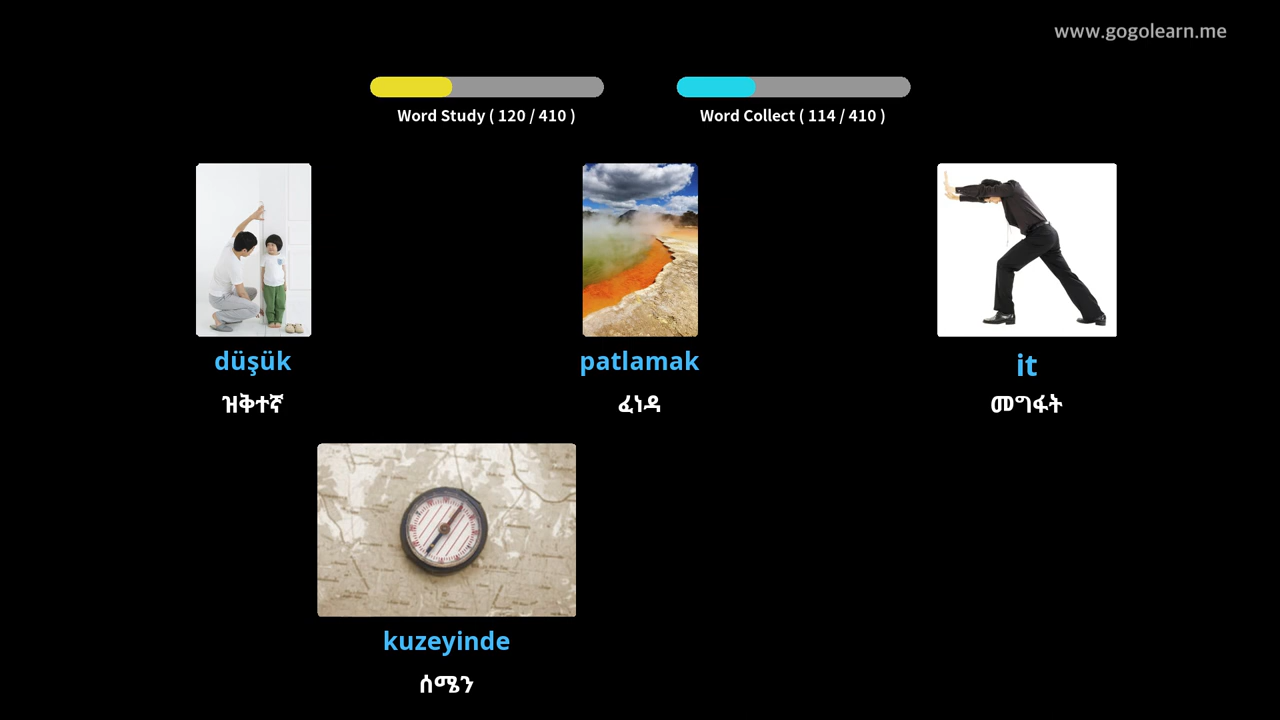 www.gogolearn.me
Word Study ( 120 / 410 )
Word Collect ( 114 / 410 )
düşük
ዝቅተኛ
patlamak
ፈነዳ
it
መግፋት
kuzeyinde
ሰሜን